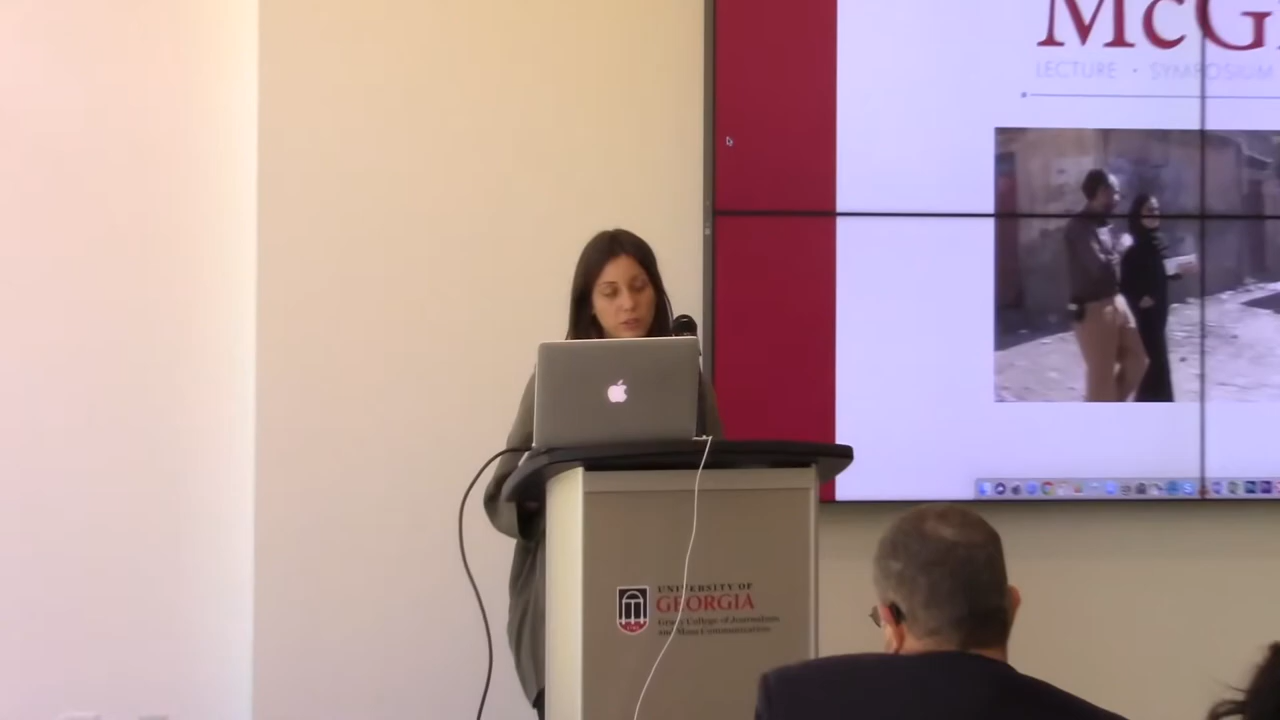 McG
LECTURE • SYMPOSIUM
UNIVERSITY OF
GEORGIA
Grady College of Journalism
and Mass Communication